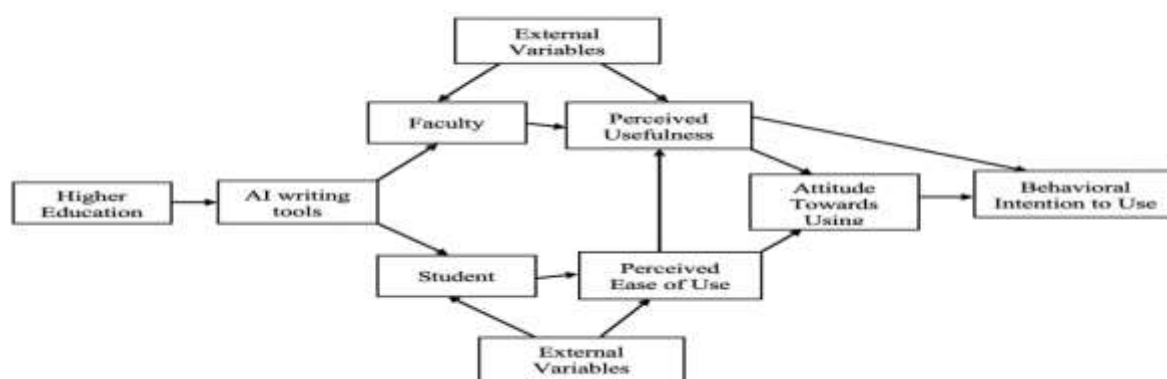 External
Variables
Faculty
Perceived
Usefulness
Higher
Education
AI writing
tools
Attitude
Towards
Using
Behavioral
Intention to Use
Student
Perceived
Ease of Use
External
Variables